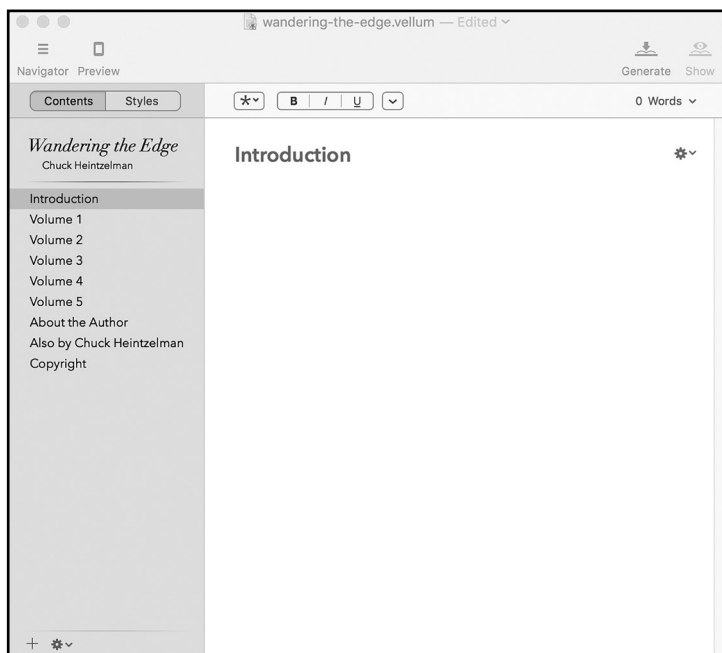 wandering-the-edge.vellum — Edited
Navigator Preview
Generate Show
Contents Styles
B I U
0 Words
Wandering the Edge
Chuck Heintzelman
Introduction
Introduction
Volume 1
Volume 2
Volume 3
Volume 4
Volume 5
About the Author
Also by Chuck Heintzelman
Copyright